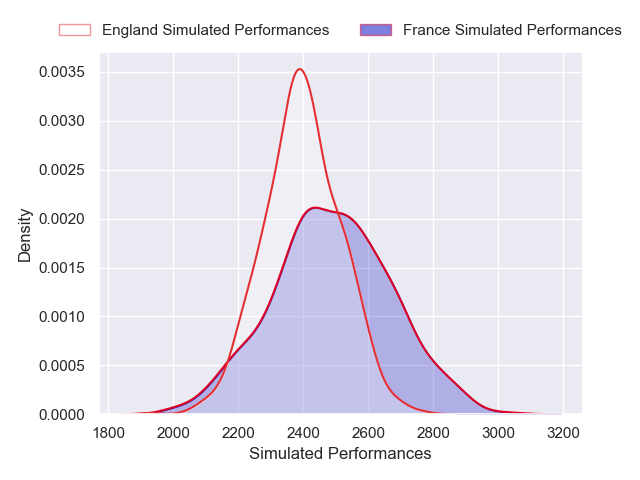 England Simulated Performances France Simulated Performances
0.0035
0.0030
0.0025
0.0020
0.0015
0.0010
0.0005
0.0000
Density
1800 2000 2200 2400 2600 2800 3000 3200
Simulated Performances